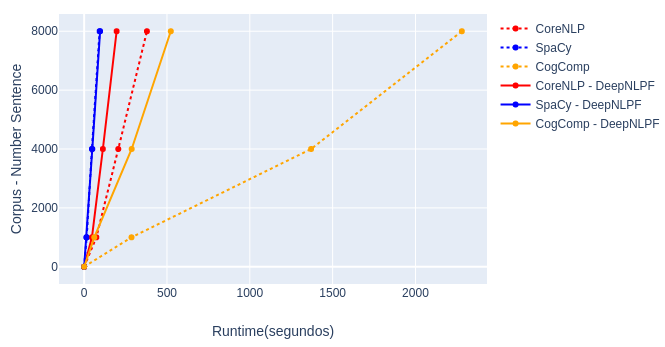 8000
6000
4000
2000
0
Corpus - Number Sentence
0 500 1000 1500 2000
Runtime(segundos)
CoreNLP
SpaCy
CogComp
CoreNLP - DeepNLPF
SpaCy - DeepNLPF
CogComp - DeepNLPF